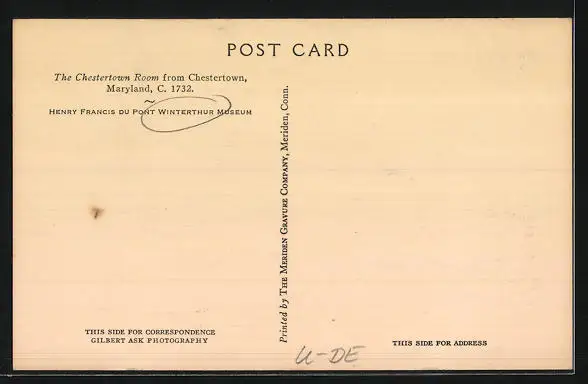 POST CARD
The Chestertown Room from Chestertown,
Maryland, C. 1732.
~
HENRY FRANCIS DU PONT WINTERTHUR MUSEUM
Printed by THE MERIDEN GRAVURE COMPANY, Meriden, Conn.
THIS SIDE FOR CORRESPONDENCE
GILBERT ASK PHOTOGRAPHY
U-DE
THIS SIDE FOR ADDRESS